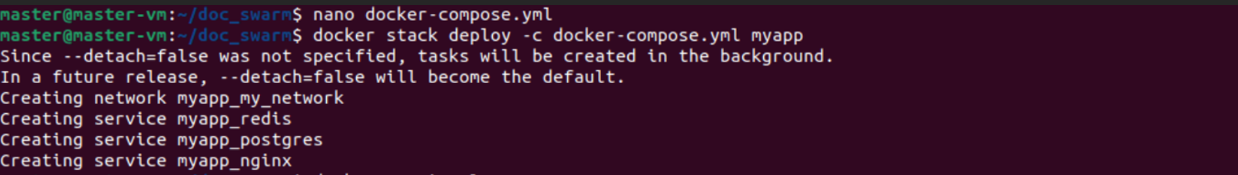 master@master-vm:~/doc_swarm$ nano docker-compose.yml
master@master-vm:~/doc_swarm$ docker stack deploy -c docker-compose.yml myapp
Since --detach=false was not specified, tasks will be created in the background.
In a future release, --detach=false will become the default.
Creating network myapp_my_network
Creating service myapp_redis
Creating service myapp_postgres
Creating service myapp_nginx